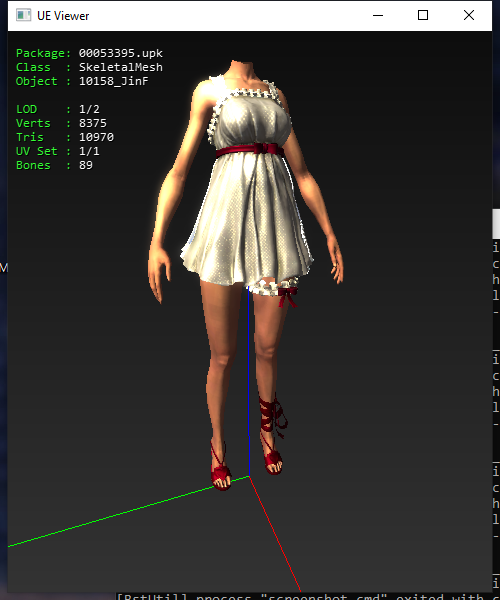 UE Viewer
Package: 00053395.upk
Class : SkeletalMesh
Object : 10158_JinF
LOD : 1/2
Verts : 8375
Tris : 10970
UV Set : 1/1
Bones : 89
M
i
c
h
l
-
i
c
h
l
-
i
c
h
l
-
i
[BstUtil] process "screenshot.cmd" exited with c